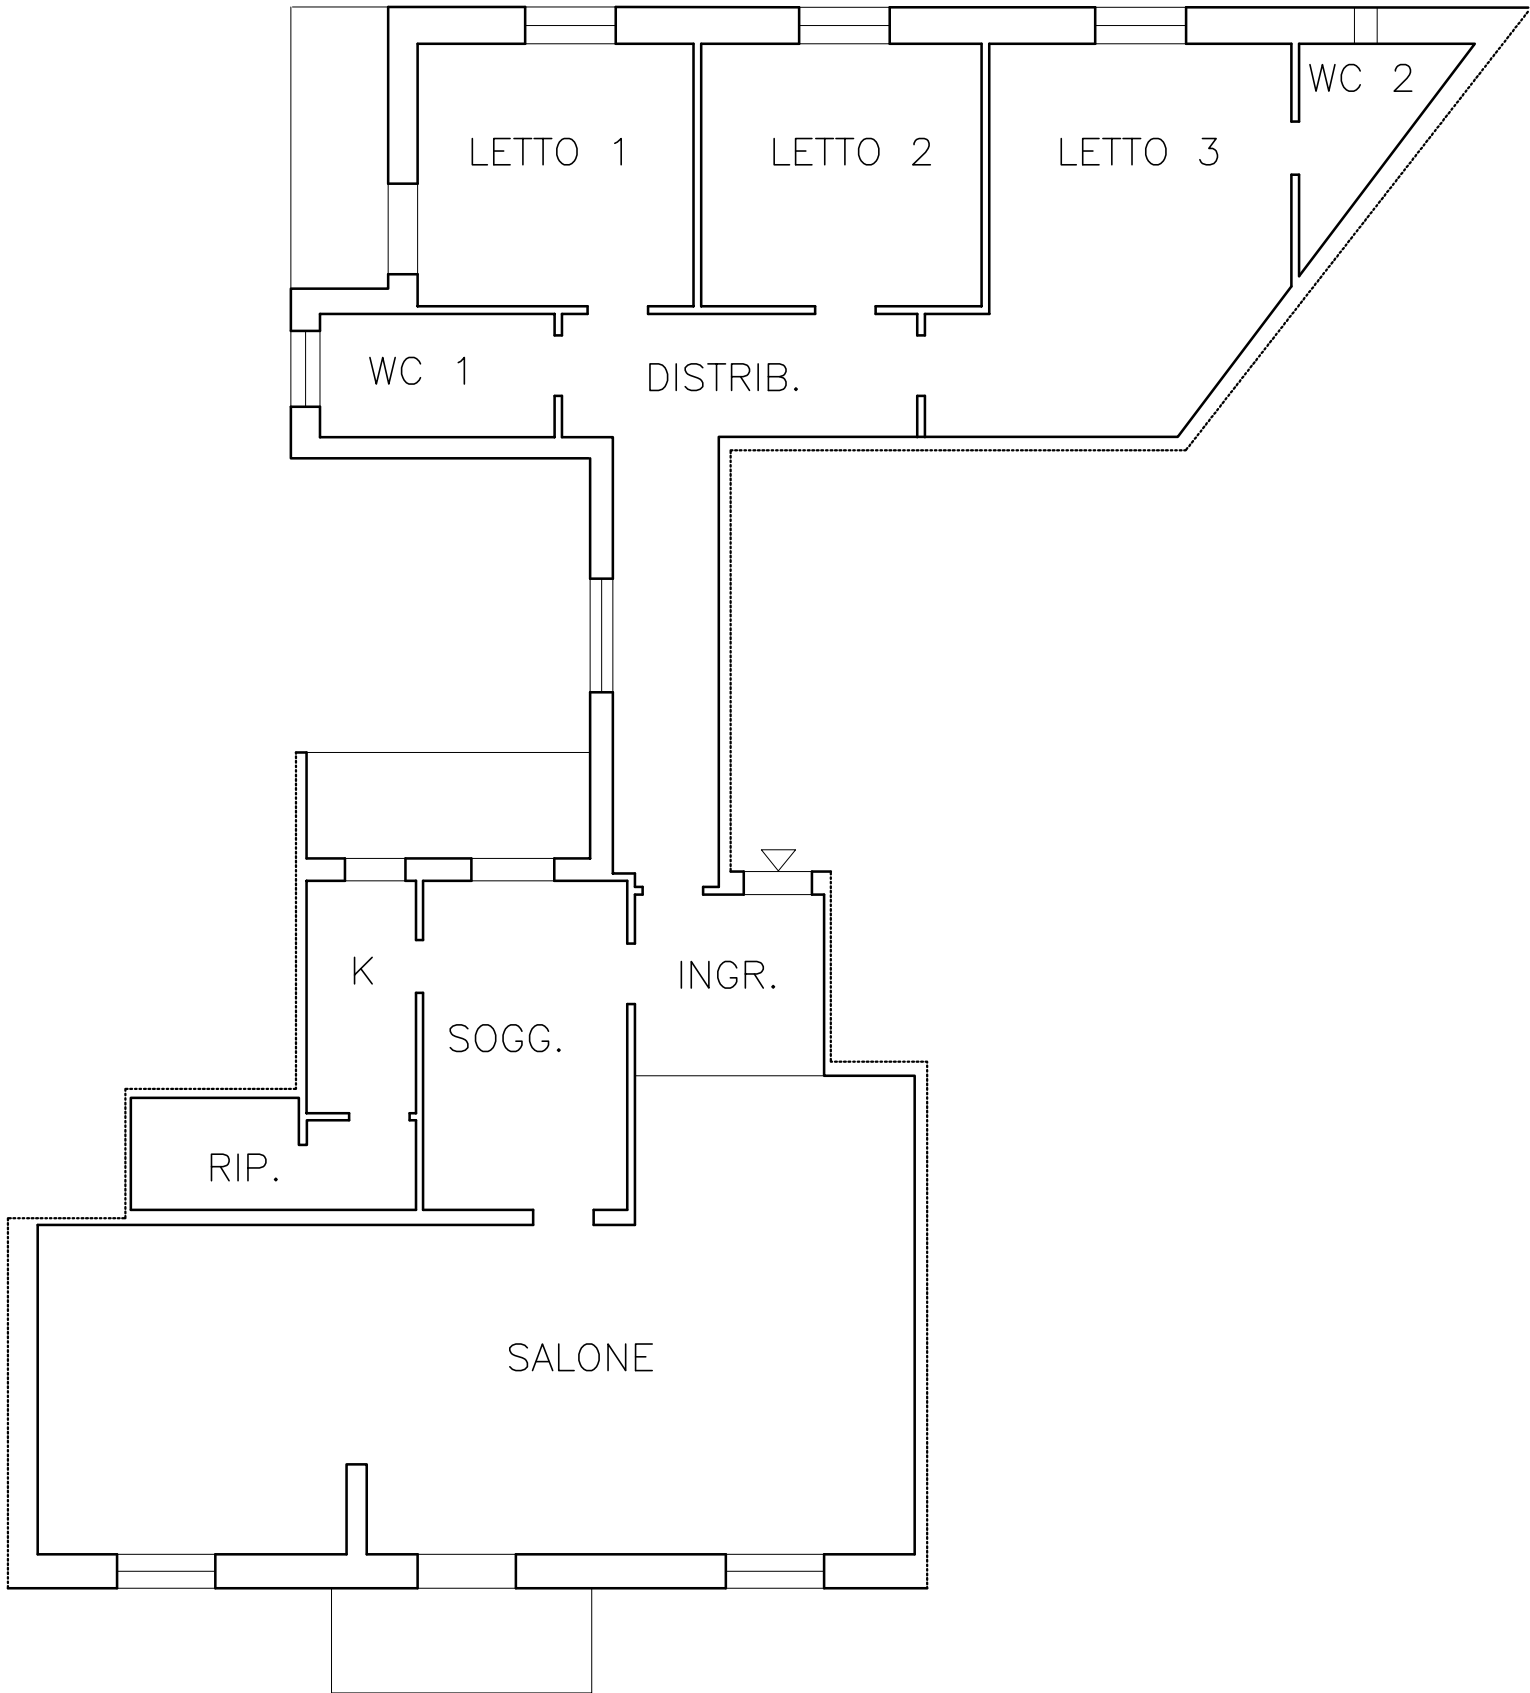 WC 2
LETTO 1
LETTO 2
LETTO 3
WC 1
DISTRIB.
K
INGR.
SOGG.
RIP.
SALONE